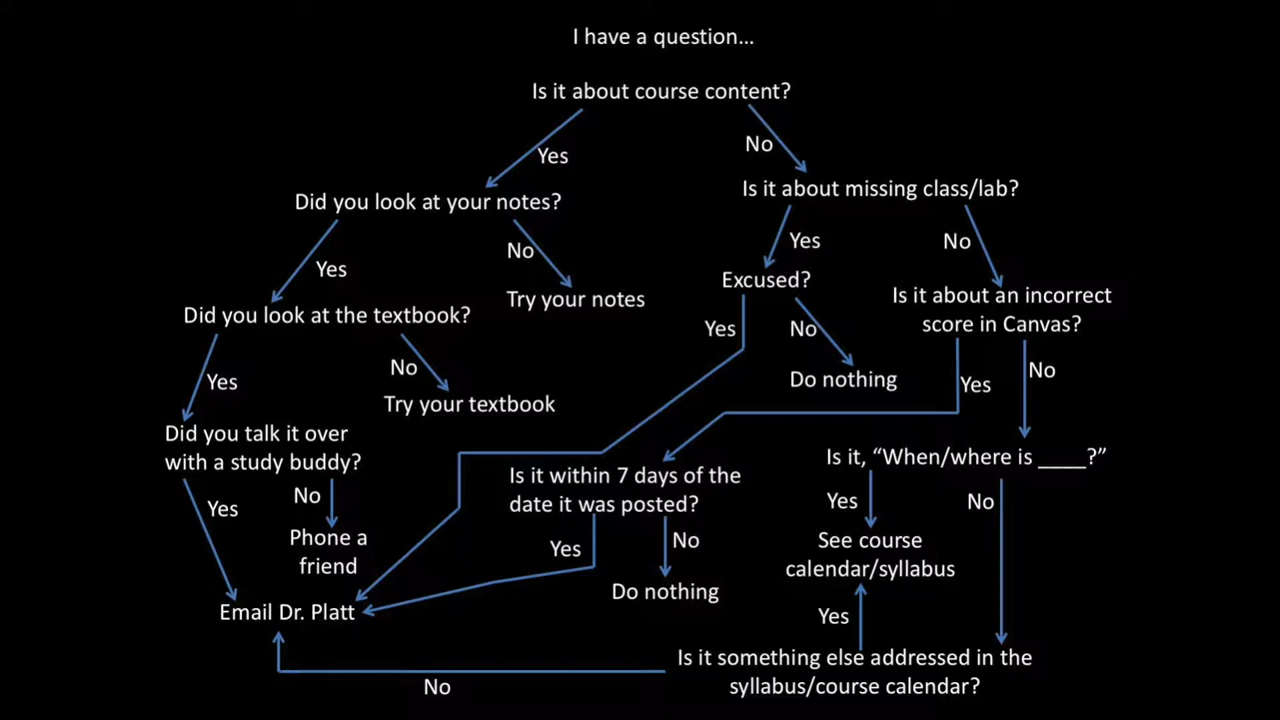 I have a question...
Is it about course content?
Yes
No
Did you look at your notes?
Is it about missing class/lab?
Yes
No
Yes
No
Try your notes
Excused?
Is it about an incorrect
score in Canvas?
Did you look at the textbook?
Yes
No
Yes
No
Do nothing
Yes
No
Try your textbook
Did you talk it over
with a study buddy?
Is it within 7 days of the
date it was posted?
Is it, “When/where is ____?”
Yes
No
Phone a
friend
Yes
No
Do nothing
Yes
No
See course
calendar/syllabus
Email Dr. Platt
Yes
Is it something else addressed in the
syllabus/course calendar?
No